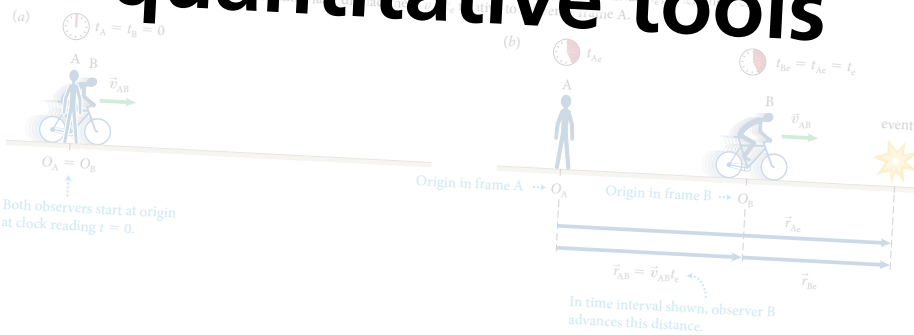 quantitative tools
(a)
t_A = t_B = 0
A B
v⃗_AB
O_A = O_B
Both observers start at origin
at clock reading t = 0.
frame A.
(b)
t_Ae
t_Be = t_Ae = t_e
A
B
v⃗_AB
event
Origin in frame A
O_A
Origin in frame B
O_B
r⃗_Ae
r⃗_AB = v⃗_AB t_e
r⃗_Be
In time interval shown, observer B
advances this distance.